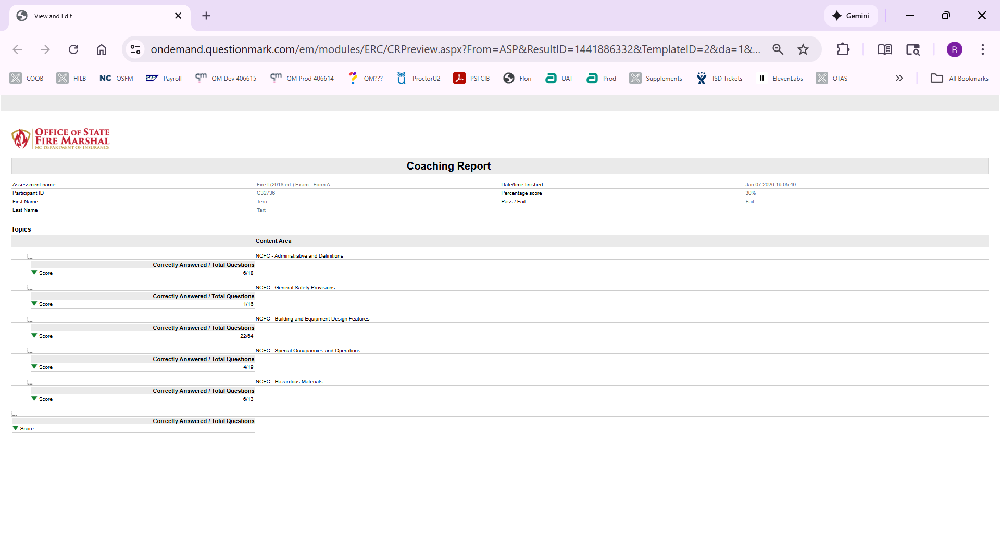 View and Edit
Gemini
ondemand.questionmark.com/em/modules/ERC/CRPreview.aspx?From=ASP&ResultID=1441886332&TemplateID=2&da=1&...
R
COQB HILB NC OSFM SAP Payroll qm QM Dev 406615 qm QM Prod 406614 QM??? ProctorU2 PSI CIB Flori a UAT a Prod Supplements ISD Tickets II ElevenLabs OTAS All Bookmarks
OFFICE OF STATE
FIRE MARSHAL
NC DEPARTMENT OF INSURANCE
Coaching Report
Assessment name Fire I (2018 ed.) Exam - Form A Date/time finished Jan 07 2026 16:05:49
Participant ID C32736 Percentage score 30%
First Name Terri Pass / Fail Fail
Last Name Tart
Topics
Content Area
NCFC - Administrative and Definitions
Correctly Answered / Total Questions
Score 6/18
NCFC - General Safety Provisions
Correctly Answered / Total Questions
Score 1/16
NCFC - Building and Equipment Design Features
Correctly Answered / Total Questions
Score 22/64
NCFC - Special Occupancies and Operations
Correctly Answered / Total Questions
Score 4/19
NCFC - Hazardous Materials
Correctly Answered / Total Questions
Score 6/13
Correctly Answered / Total Questions
Score -